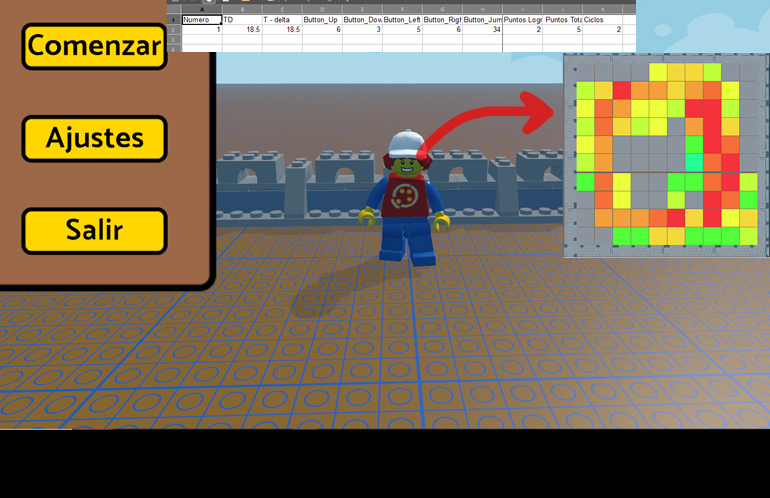 A B C D E F G H I J K
1 Numero TD T - delta Button_Up Button_Dow Button_Left Button_Righ Button_Jum Puntos Logr Puntos Tota Ciclos
2 1 18.5 18.5 6 3 5 6 34 2 5 2
3
4
Comenzar
Ajustes
Salir